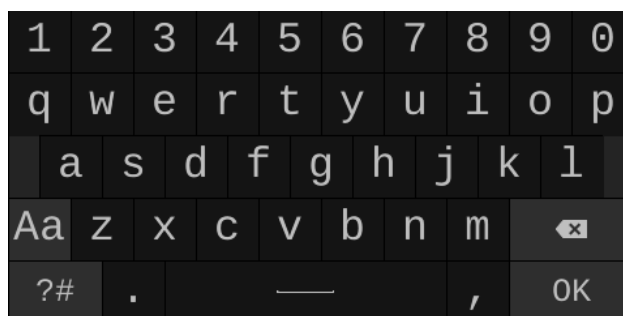 1 2 3 4 5 6 7 8 9 0
q w e r t y u i o p
a s d f g h j k l
Aa z x c v b n m
?# . , OK